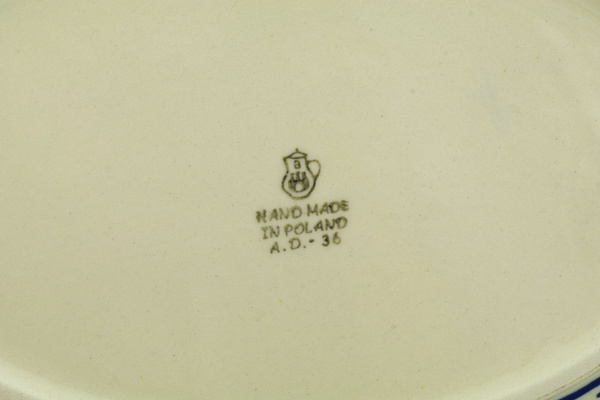 a
HAND MADE
IN POLAND
A.D.- 36